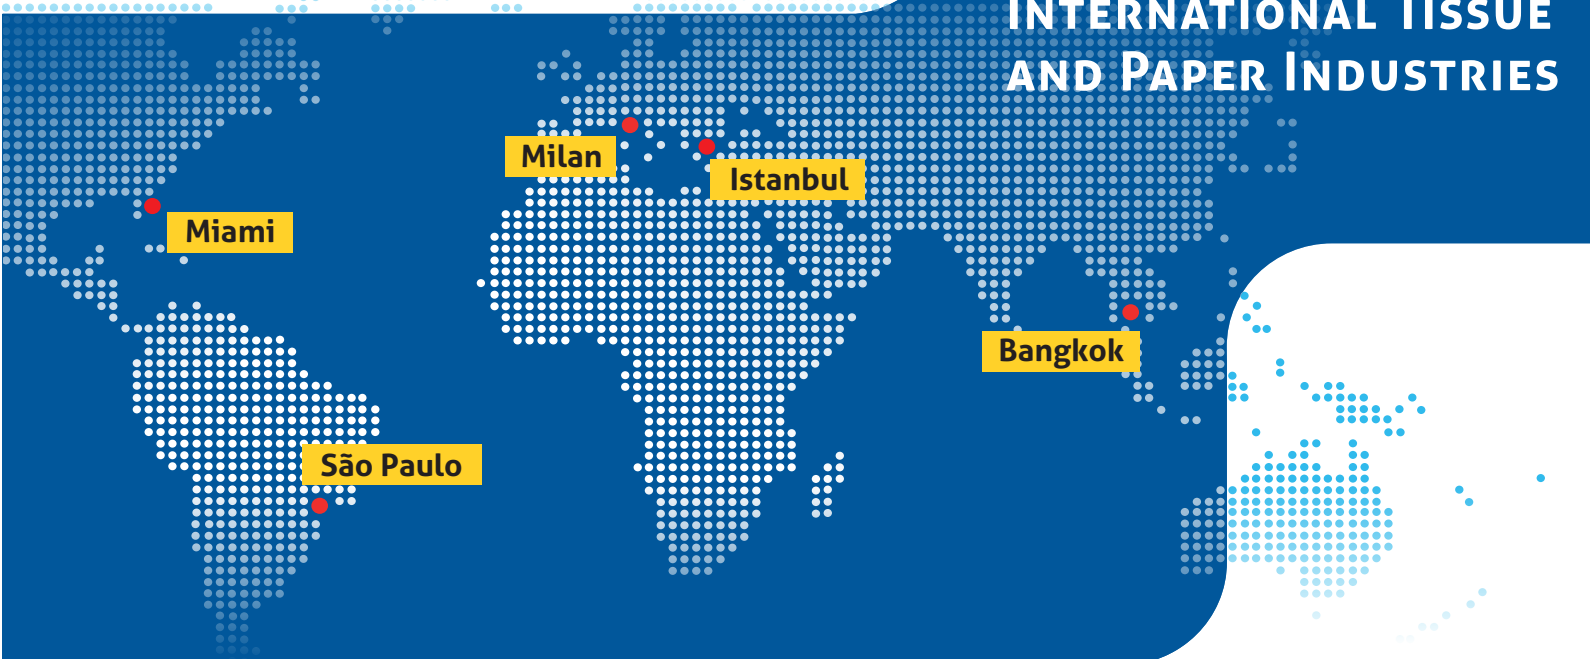 INTERNATIONAL TISSUE
AND PAPER INDUSTRIES
Milan
Istanbul
Miami
Bangkok
São Paulo